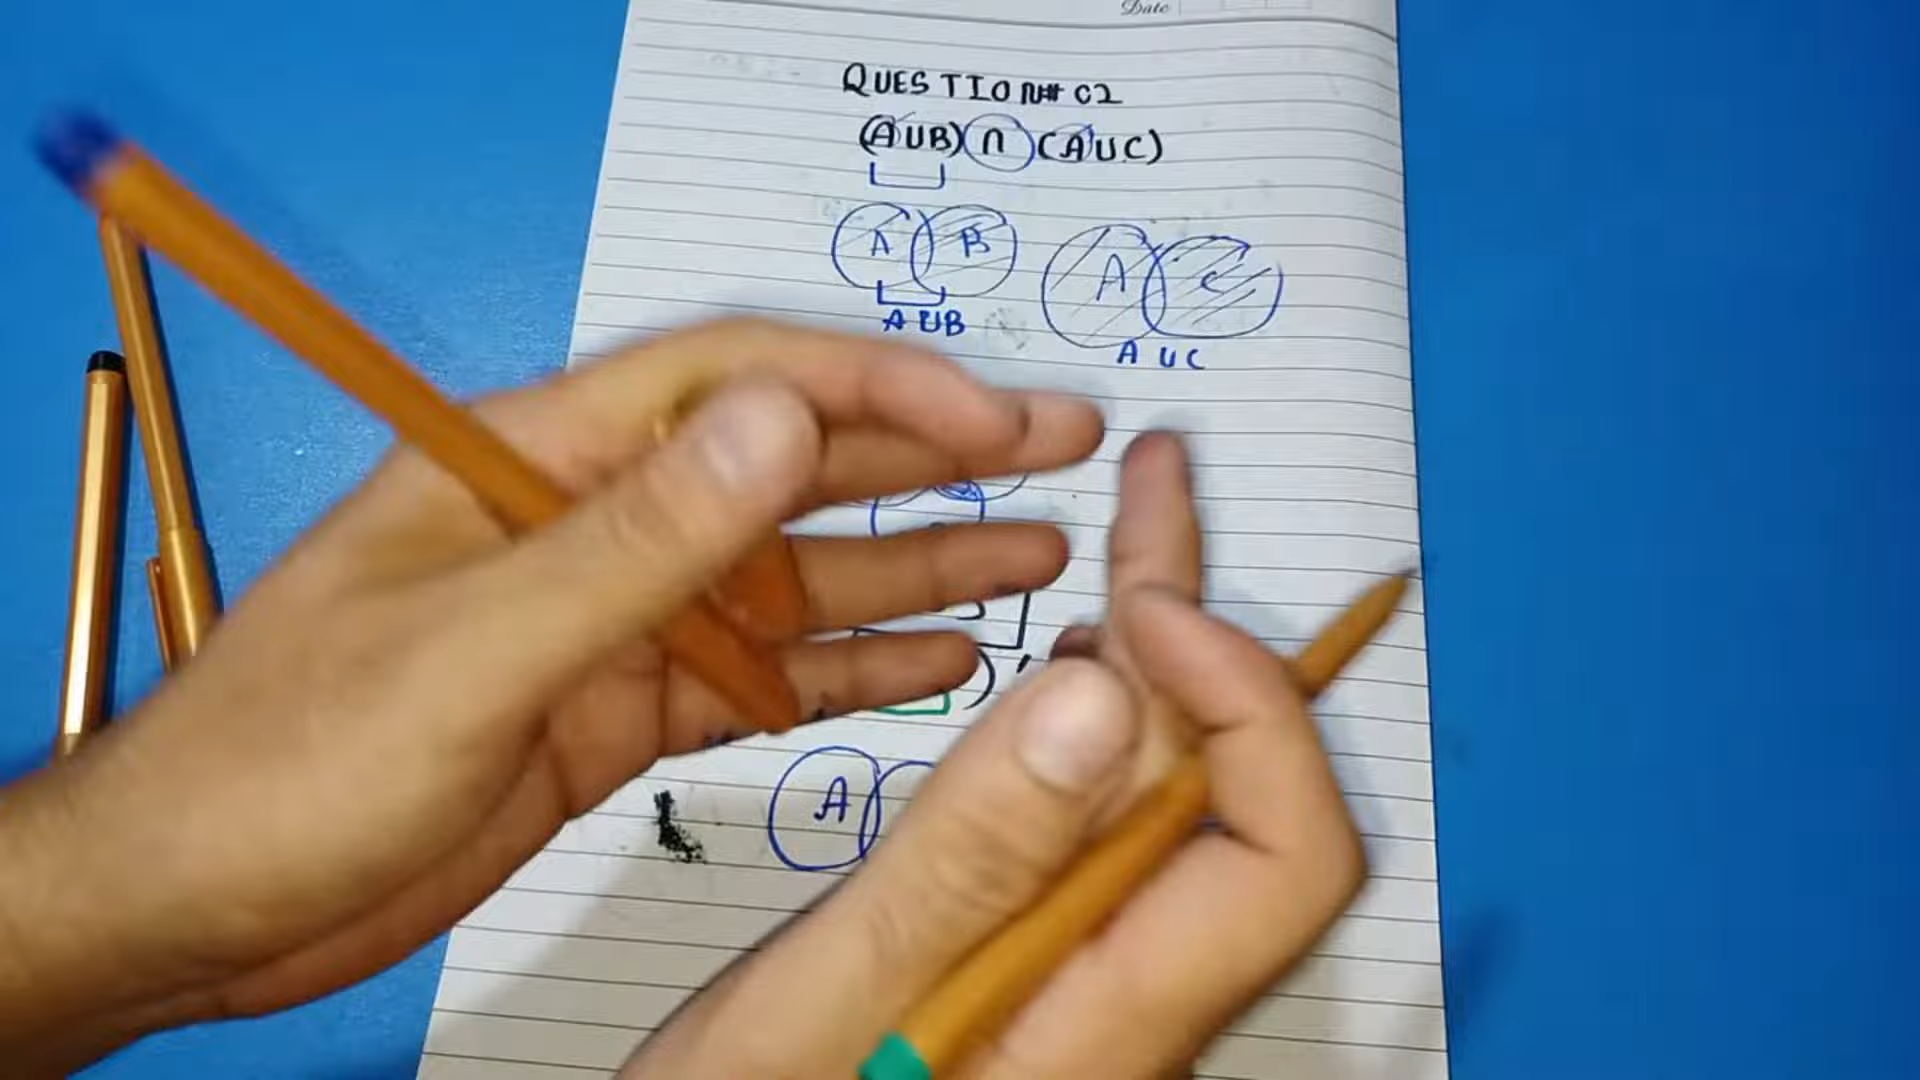 Date
QUESTION# 02
(AUB) ∩ (AUC)
A B A C
AUB
AUC
)'
A